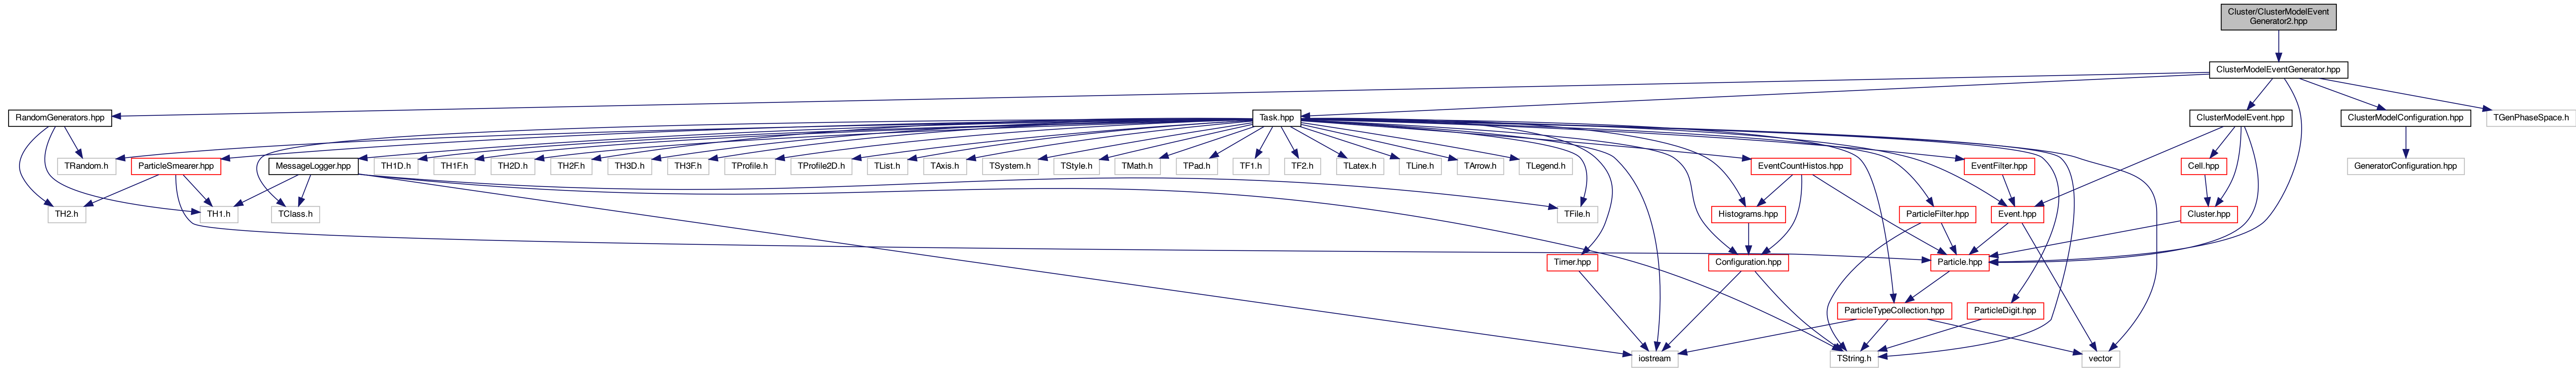 Cluster/ClusterModelEvent
Generator2.hpp
ClusterModelEventGenerator.hpp
RandomGenerators.hpp
Task.hpp
ClusterModelEvent.hpp
ClusterModelConfiguration.hpp
TGenPhaseSpace.h
TRandom.h
ParticleSmearer.hpp
MessageLogger.hpp
TH1D.h
TH1F.h
TH2D.h
TH2F.h
TH3D.h
TH3F.h
TProfile.h
TProfile2D.h
TList.h
TAxis.h
TSystem.h
TStyle.h
TMath.h
TPad.h
TF1.h
TF2.h
TLatex.h
TLine.h
TArrow.h
TLegend.h
EventCountHistos.hpp
EventFilter.hpp
Cell.hpp
GeneratorConfiguration.hpp
TH2.h
TH1.h
TClass.h
TFile.h
Histograms.hpp
ParticleFilter.hpp
Event.hpp
Cluster.hpp
Timer.hpp
Configuration.hpp
Particle.hpp
ParticleTypeCollection.hpp
ParticleDigit.hpp
iostream
TString.h
vector